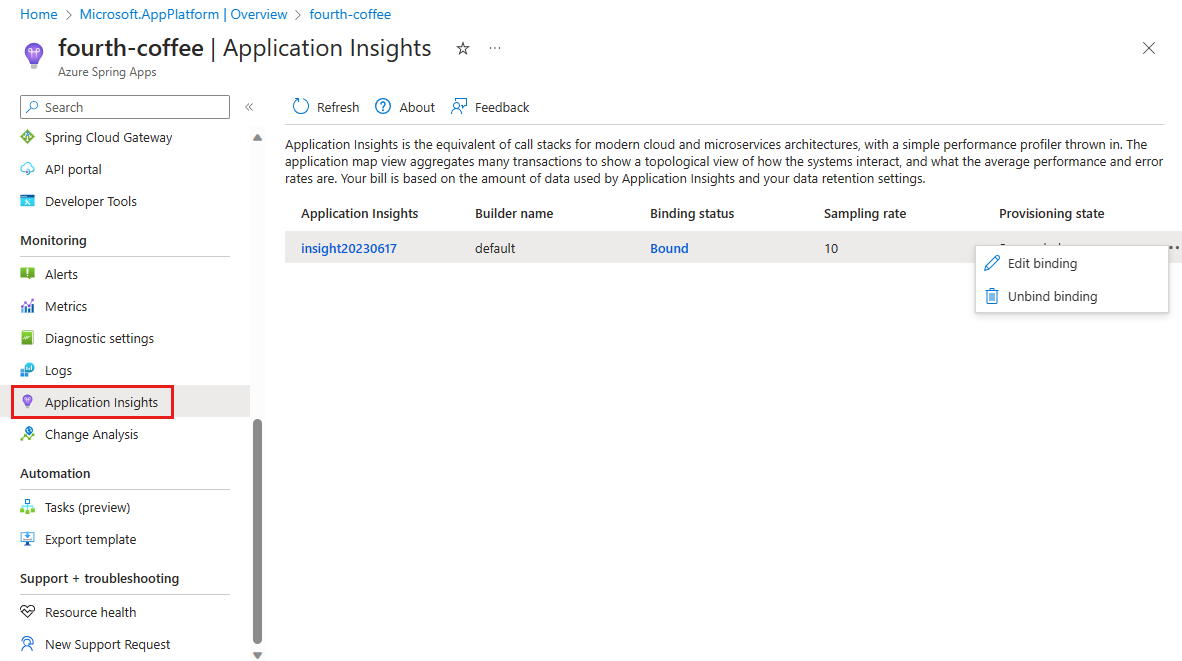 Home > Microsoft.AppPlatform | Overview > fourth-coffee
fourth-coffee | Application Insights
Azure Spring Apps
Search
Spring Cloud Gateway
API portal
Developer Tools
Monitoring
Alerts
Metrics
Diagnostic settings
Logs
Application Insights
Change Analysis
Automation
Tasks (preview)
Export template
Support + troubleshooting
Resource health
New Support Request
Refresh About Feedback
Application Insights is the equivalent of call stacks for modern cloud and microservices architectures, with a simple performance profiler thrown in. The
application map view aggregates many transactions to show a topological view of how the systems interact, and what the average performance and error
rates are. Your bill is based on the amount of data used by Application Insights and your data retention settings.
Application Insights Builder name Binding status Sampling rate Provisioning state
insight20230617 default Bound 10
Edit binding
Unbind binding